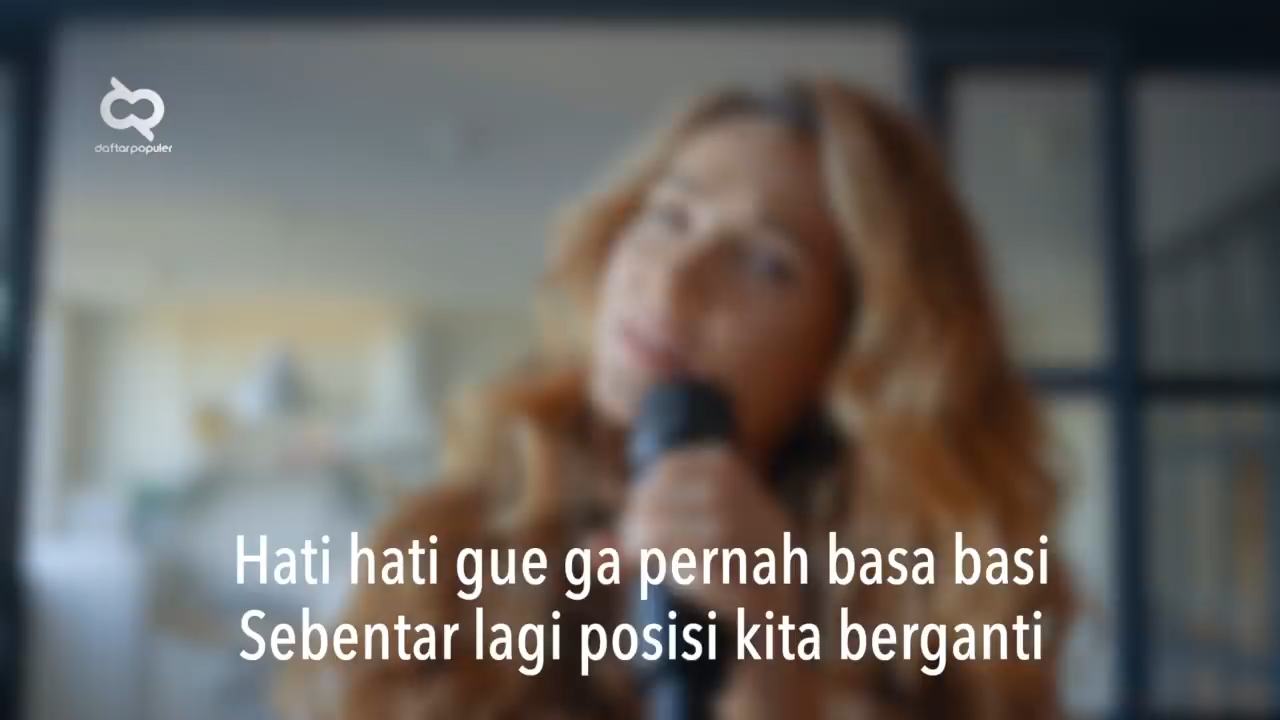 daftarpopuler
Hati hati gue ga pernah basa basi
Sebentar lagi posisi kita berganti